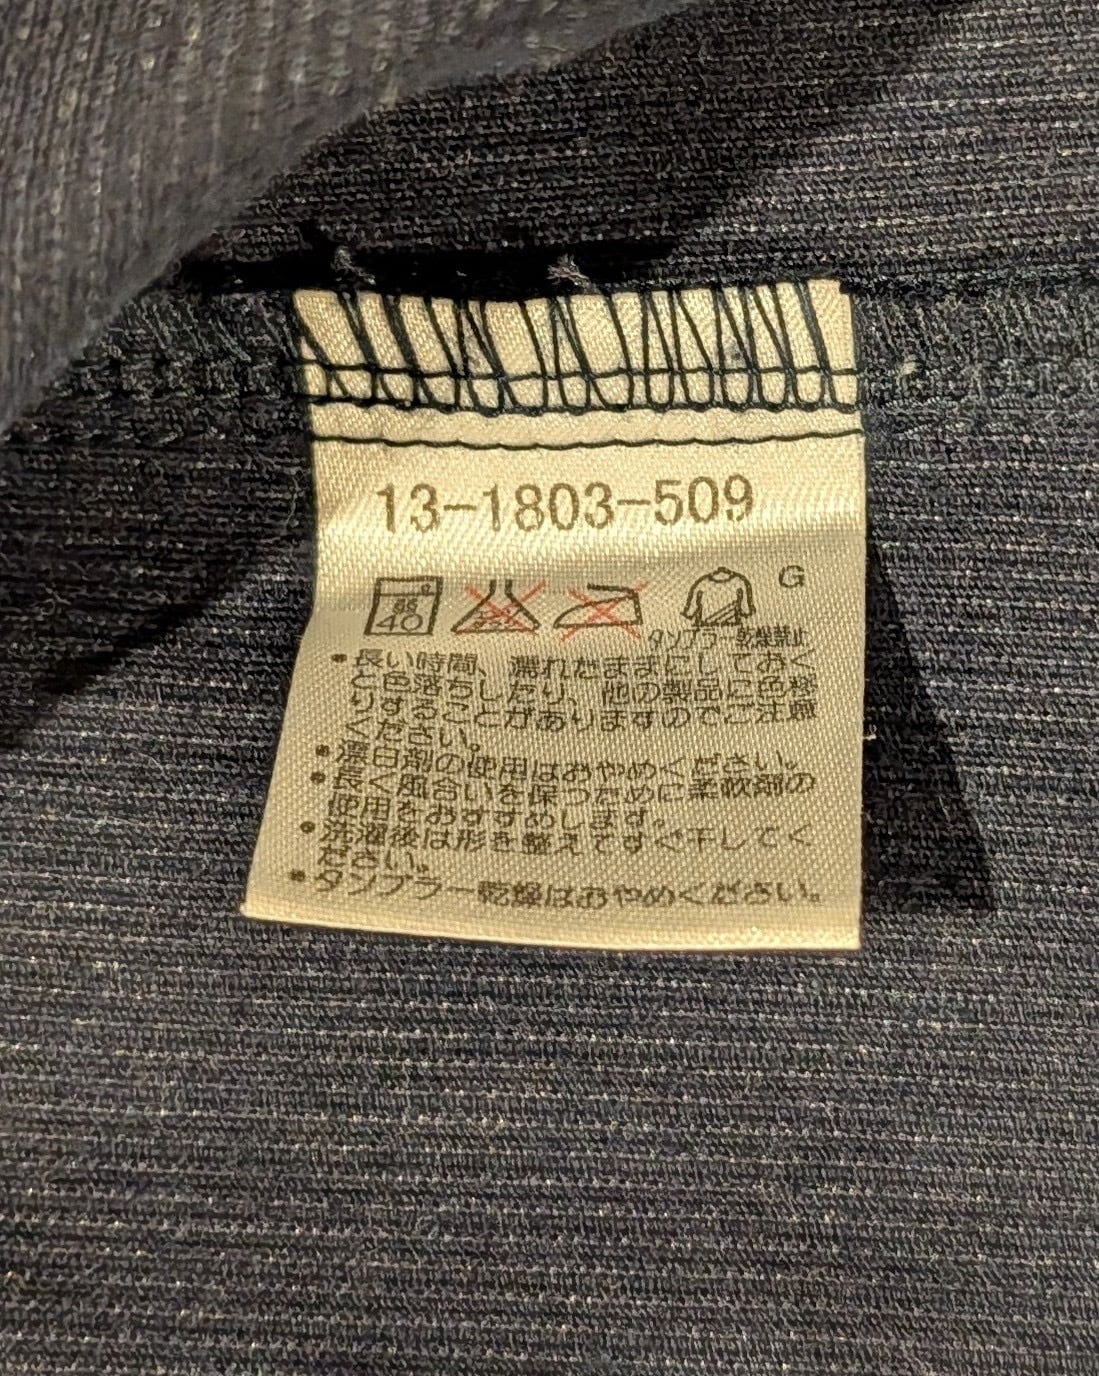 13-1803-509
弱
40
G
タンブラー乾燥禁止
•長い時間、濡れたままにしておく
と色落ちしたり、他の製品に色移
りすることがありますのでご注意
ください。
•漂白剤の使用はおやめください。
•長く風合いを保つために柔軟剤の
使用をおすすめします。
•洗濯後は形を整えてすぐ干してく
ださい。
•タンブラー乾燥はおやめください。